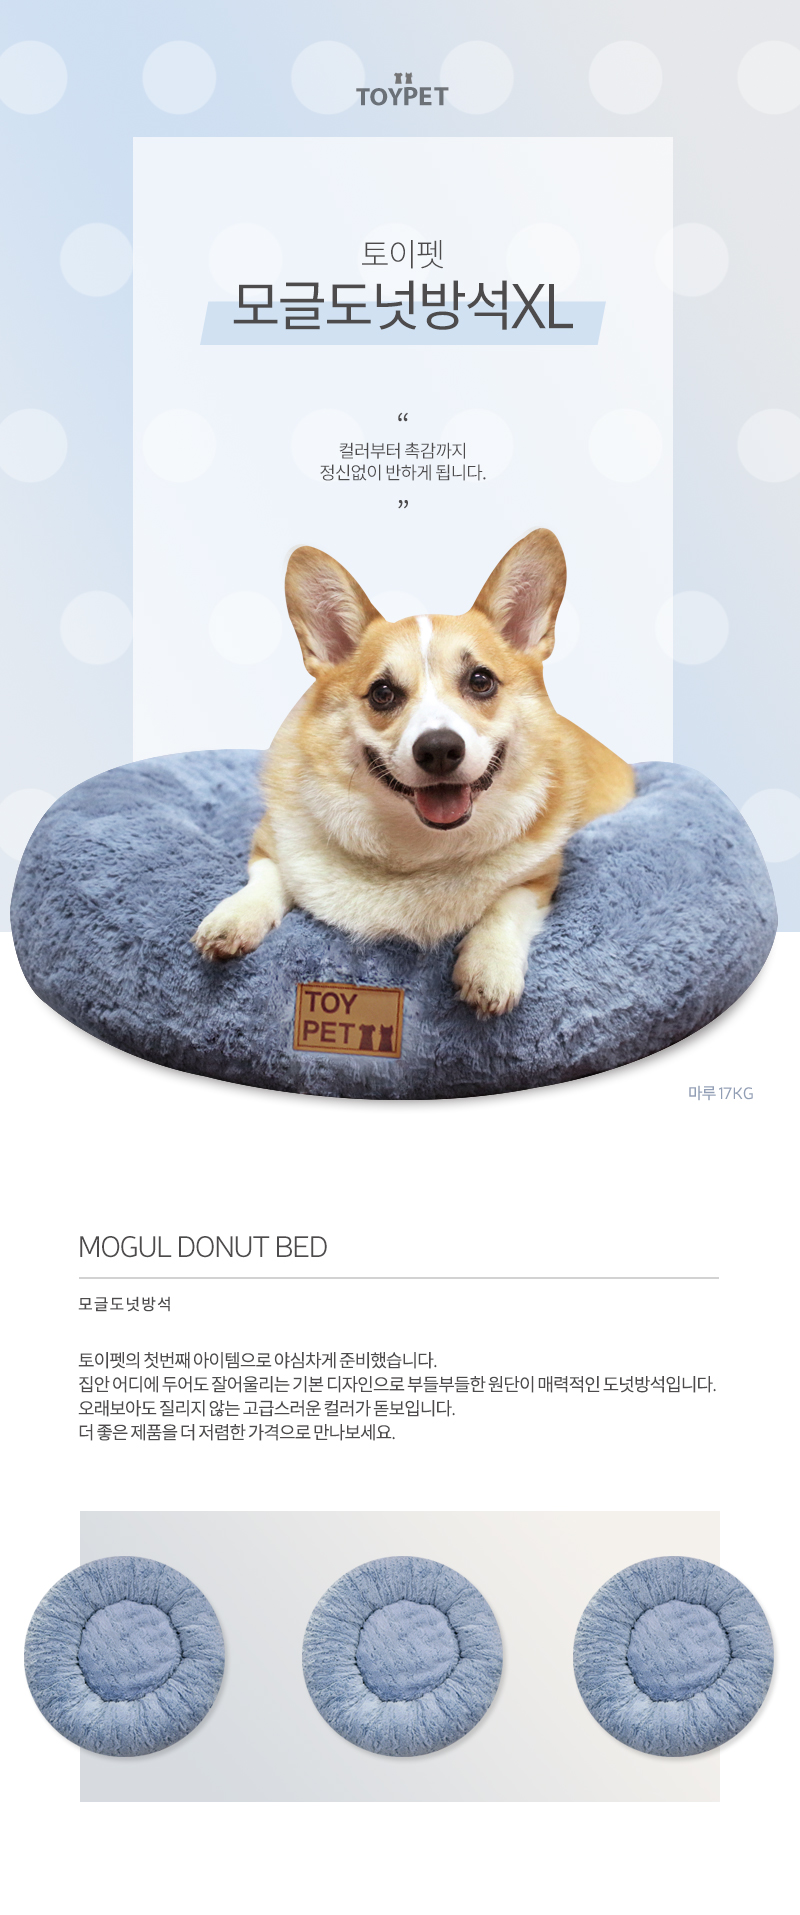 TOYPET
토이펫
모글도넛방석XL
“
컬러부터 촉감까지
정신없이 반하게 됩니다.
”
TOY
PET
마루 17KG
MOGUL DONUT BED
모글도넛방석
토이펫의 첫번째 아이템으로 야심차게 준비했습니다.
집안 어디에 두어도 잘어울리는 기본 디자인으로 부들부들한 원단이 매력적인 도넛방석입니다.
오래보아도 질리지 않는 고급스러운 컬러가 돋보입니다.
더 좋은 제품을 더 저렴한 가격으로 만나보세요.